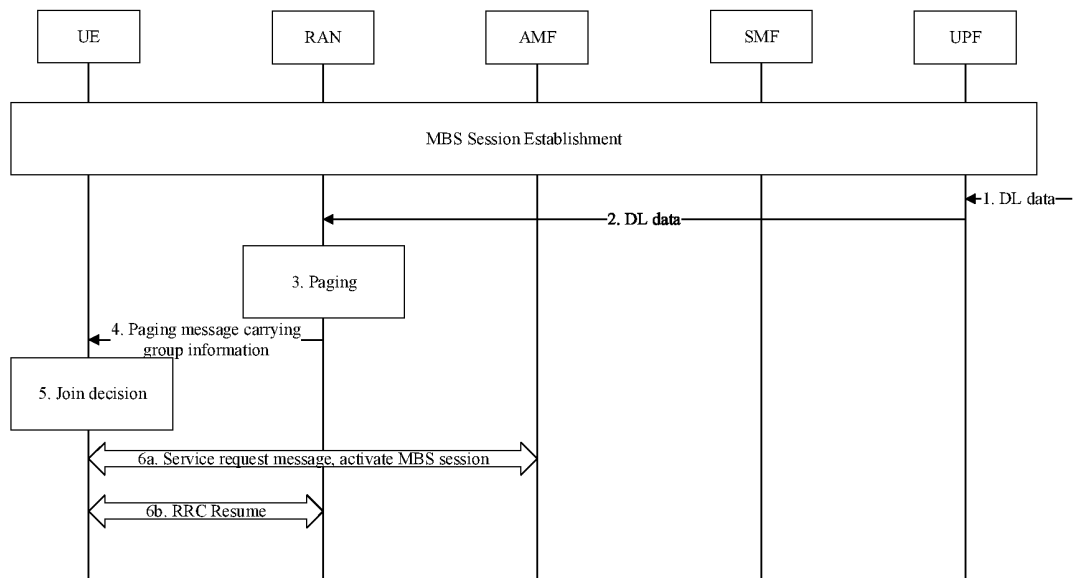 UE
RAN
AMF
SMF
UPF
MBS Session Establishment
1. DL data
2. DL data
3. Paging
4. Paging message carrying
group information
5. Join decision
6a. Service request message, activate MBS session
6b. RRC Resume